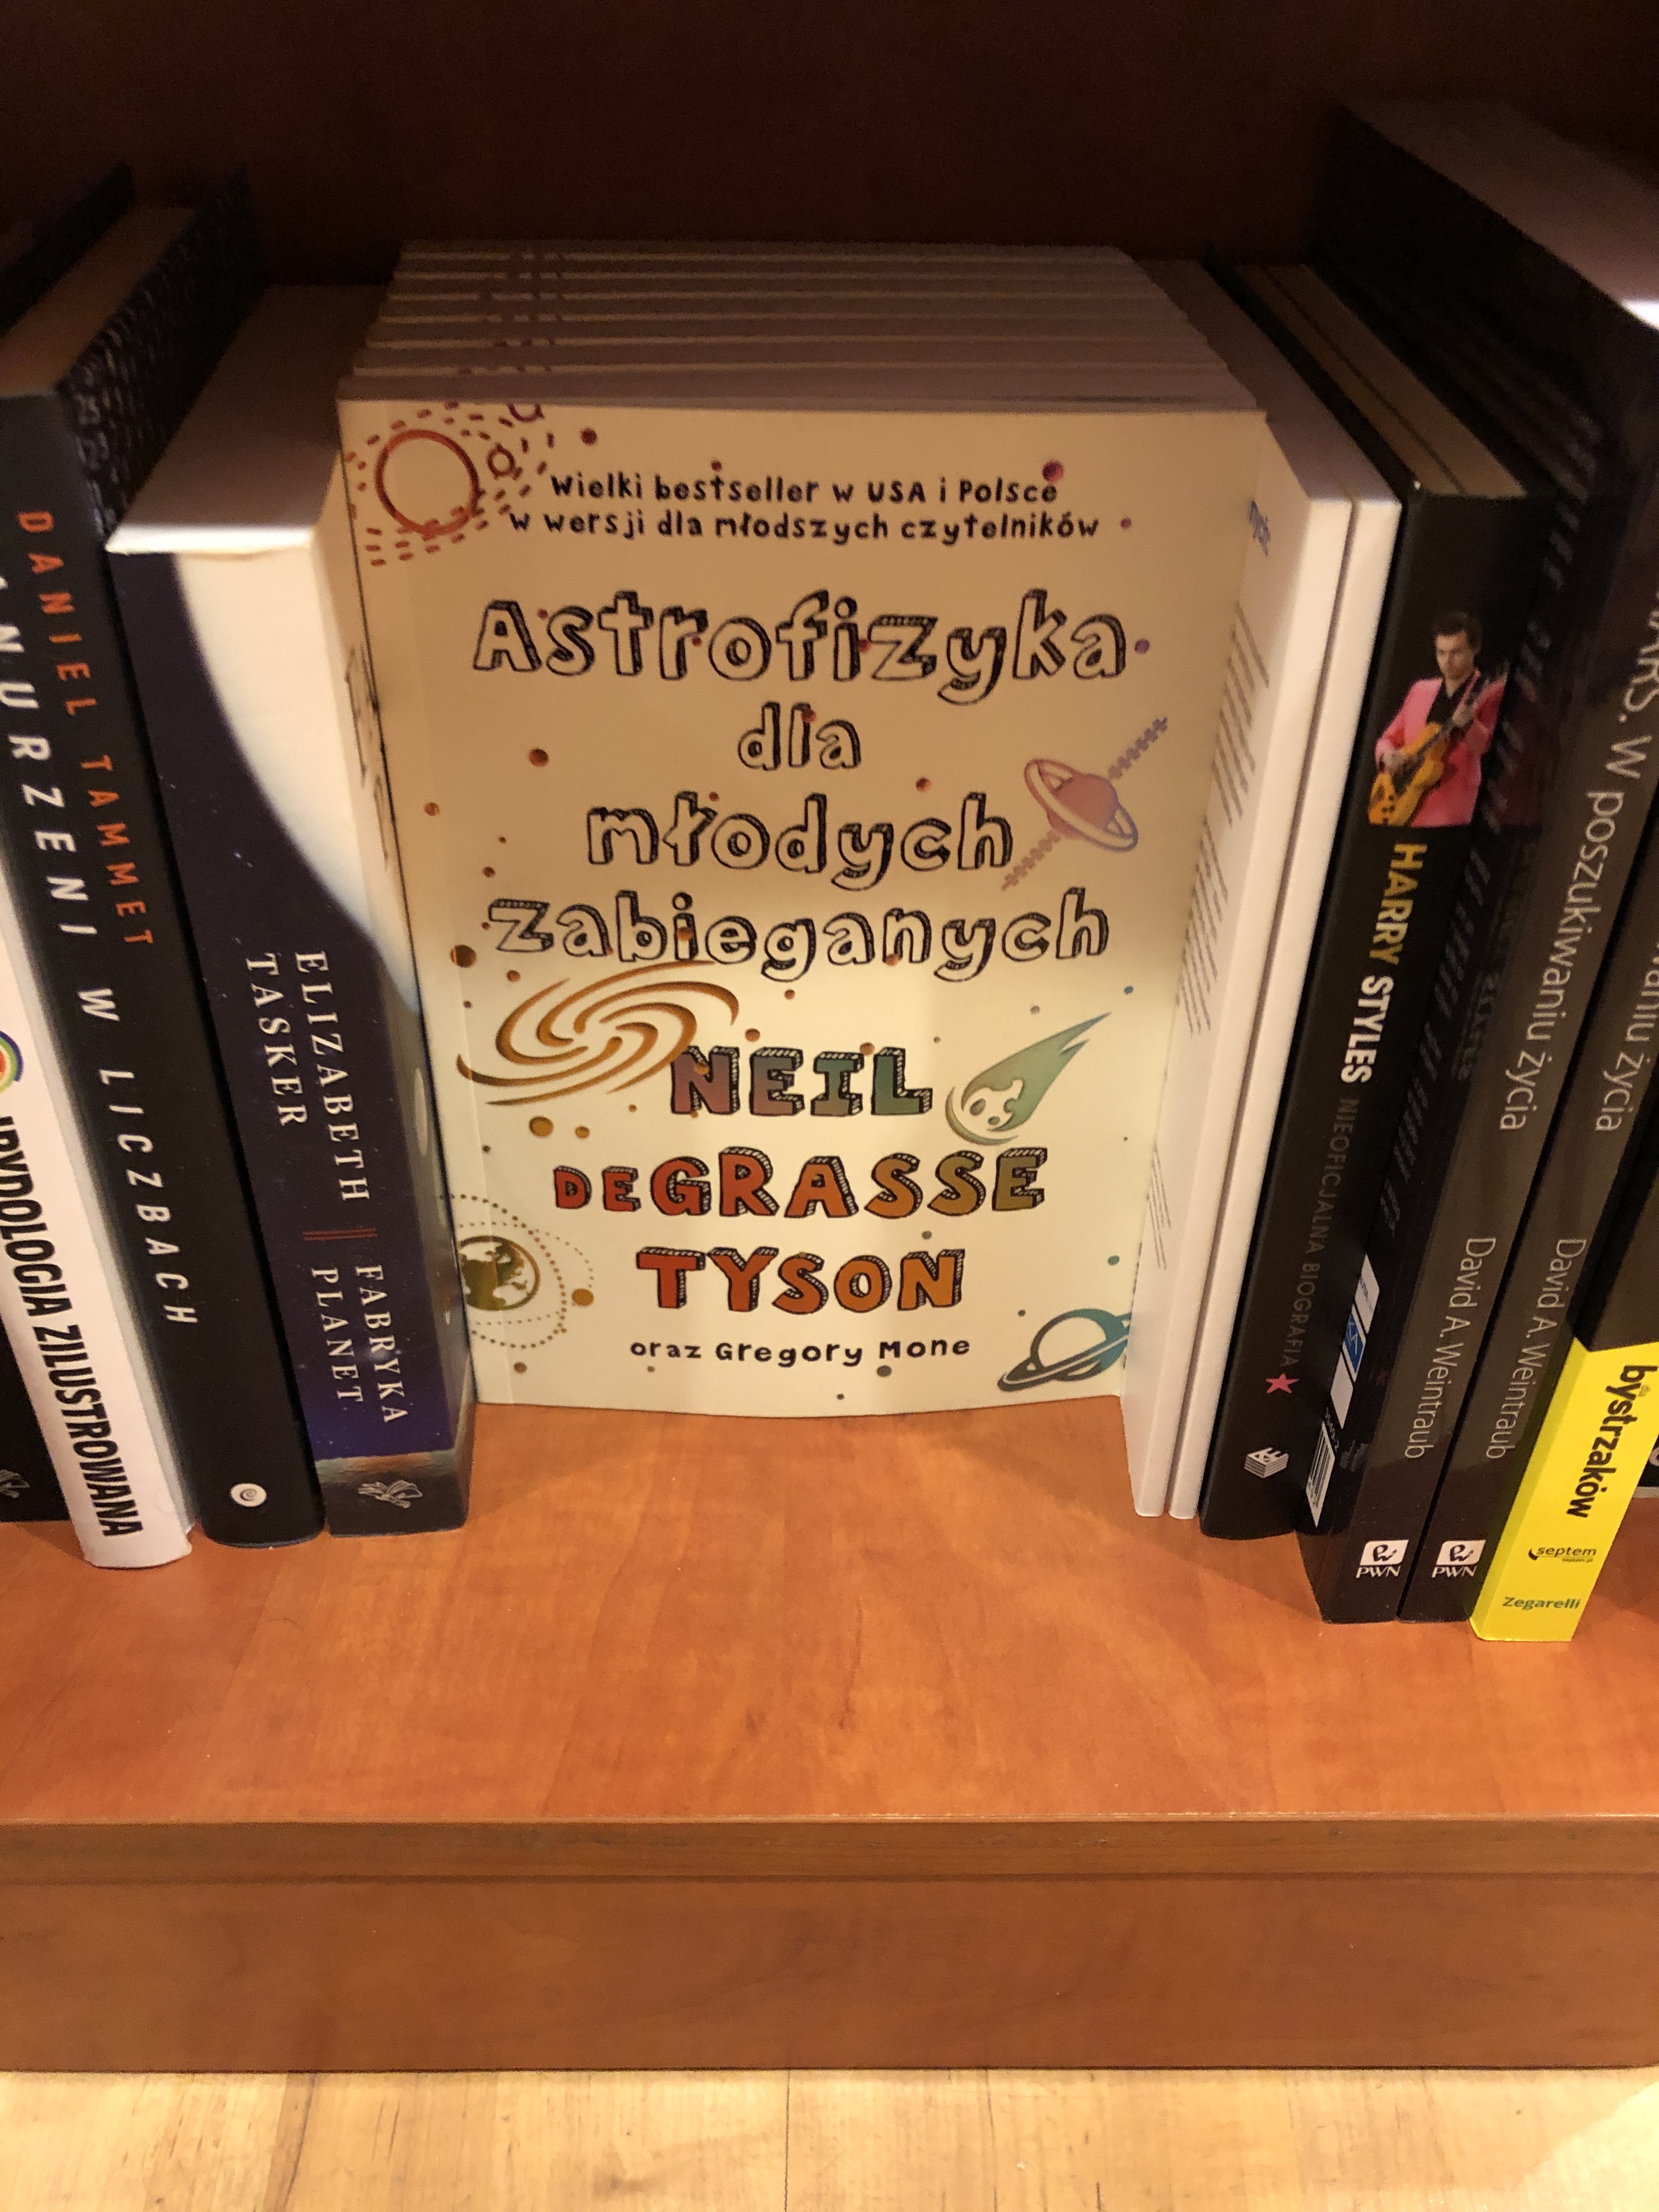 DANIEL TAMMET
W LICZBACH
ZILUSTROWANA
ELIZABETH
TASKER
FABRYKA
PLANET
Wielki bestseller w USA i Polsce
w wersji dla młodszych czytelników
Astrofizyka
dla
młodych
zabieganych
NEIL
DEGRASSE
TYSON
oraz Gregory Mone
HARRY STYLES NIEOFICJALNA BIOGRAFIA
W poszukiwaniu życia
David A. Weintraub
PWN
życia
David A. Weintraub
PWN
bystrzaków
septem
Zegarelli